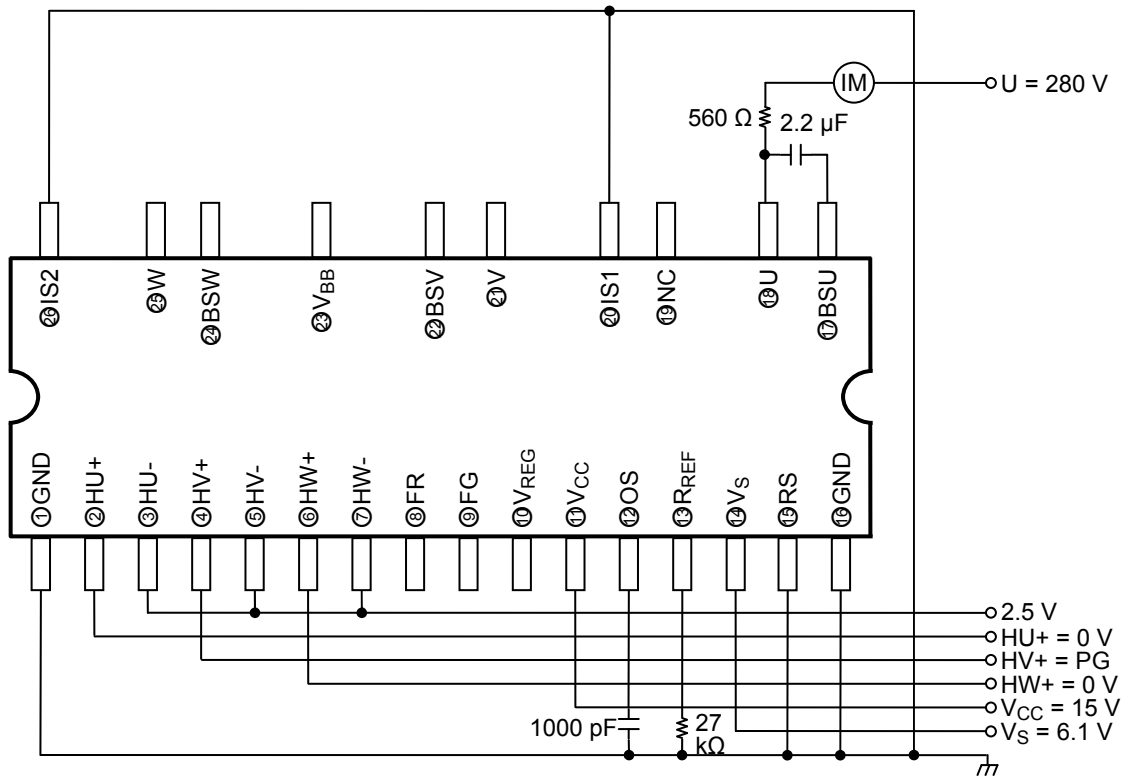 IM
U = 280 V
560 Ω
2.2 μF
㉖IS2
㉕W
㉔BSW
㉓VBB
㉒BSV
㉑V
⑳IS1
⑲NC
⑱U
⑰BSU
①GND
②HU+
③HU-
④HV+
⑤HV-
⑥HW+
⑦HW-
⑧FR
⑨FG
⑩VREG
⑪VCC
⑫OS
⑬RREF
⑭VS
⑮RS
⑯GND
2.5 V
HU+ = 0 V
HV+ = PG
HW+ = 0 V
VCC = 15 V
VS = 6.1 V
1000 pF
27
kΩ